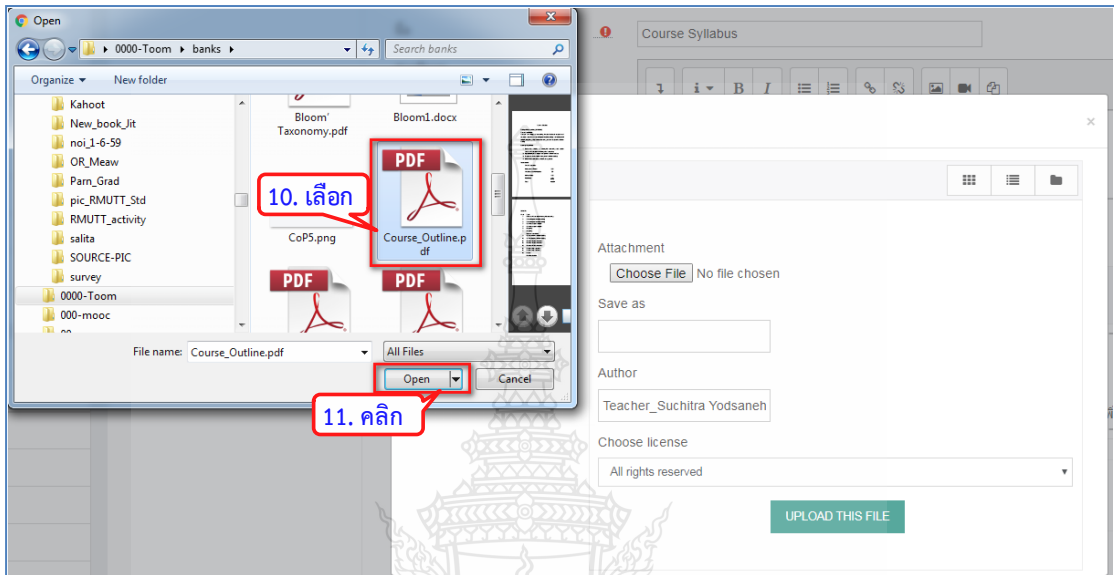 Open
0000-Toom
banks
Search banks
Organize
New folder
Kahoot
New_book_Jit
noi_1-6-59
OR_Meaw
Parn_Grad
pic_RMUTT_Std
RMUTT_activity
salita
SOURCE-PIC
survey
0000-Toom
000-mooc
Bloom'
Taxonomy.pdf
Bloom1.docx
10. เลือก
PDF
CoP5.png
Course_Outline.p
df
PDF
PDF
File name:
Course_Outline.pdf
All Files
Open
Cancel
11. คลิก
Course Syllabus
i
B
I
Attachment
Choose File
No file chosen
Save as
Author
Teacher_Suchitra Yodsaneh
Choose license
All rights reserved
UPLOAD THIS FILE